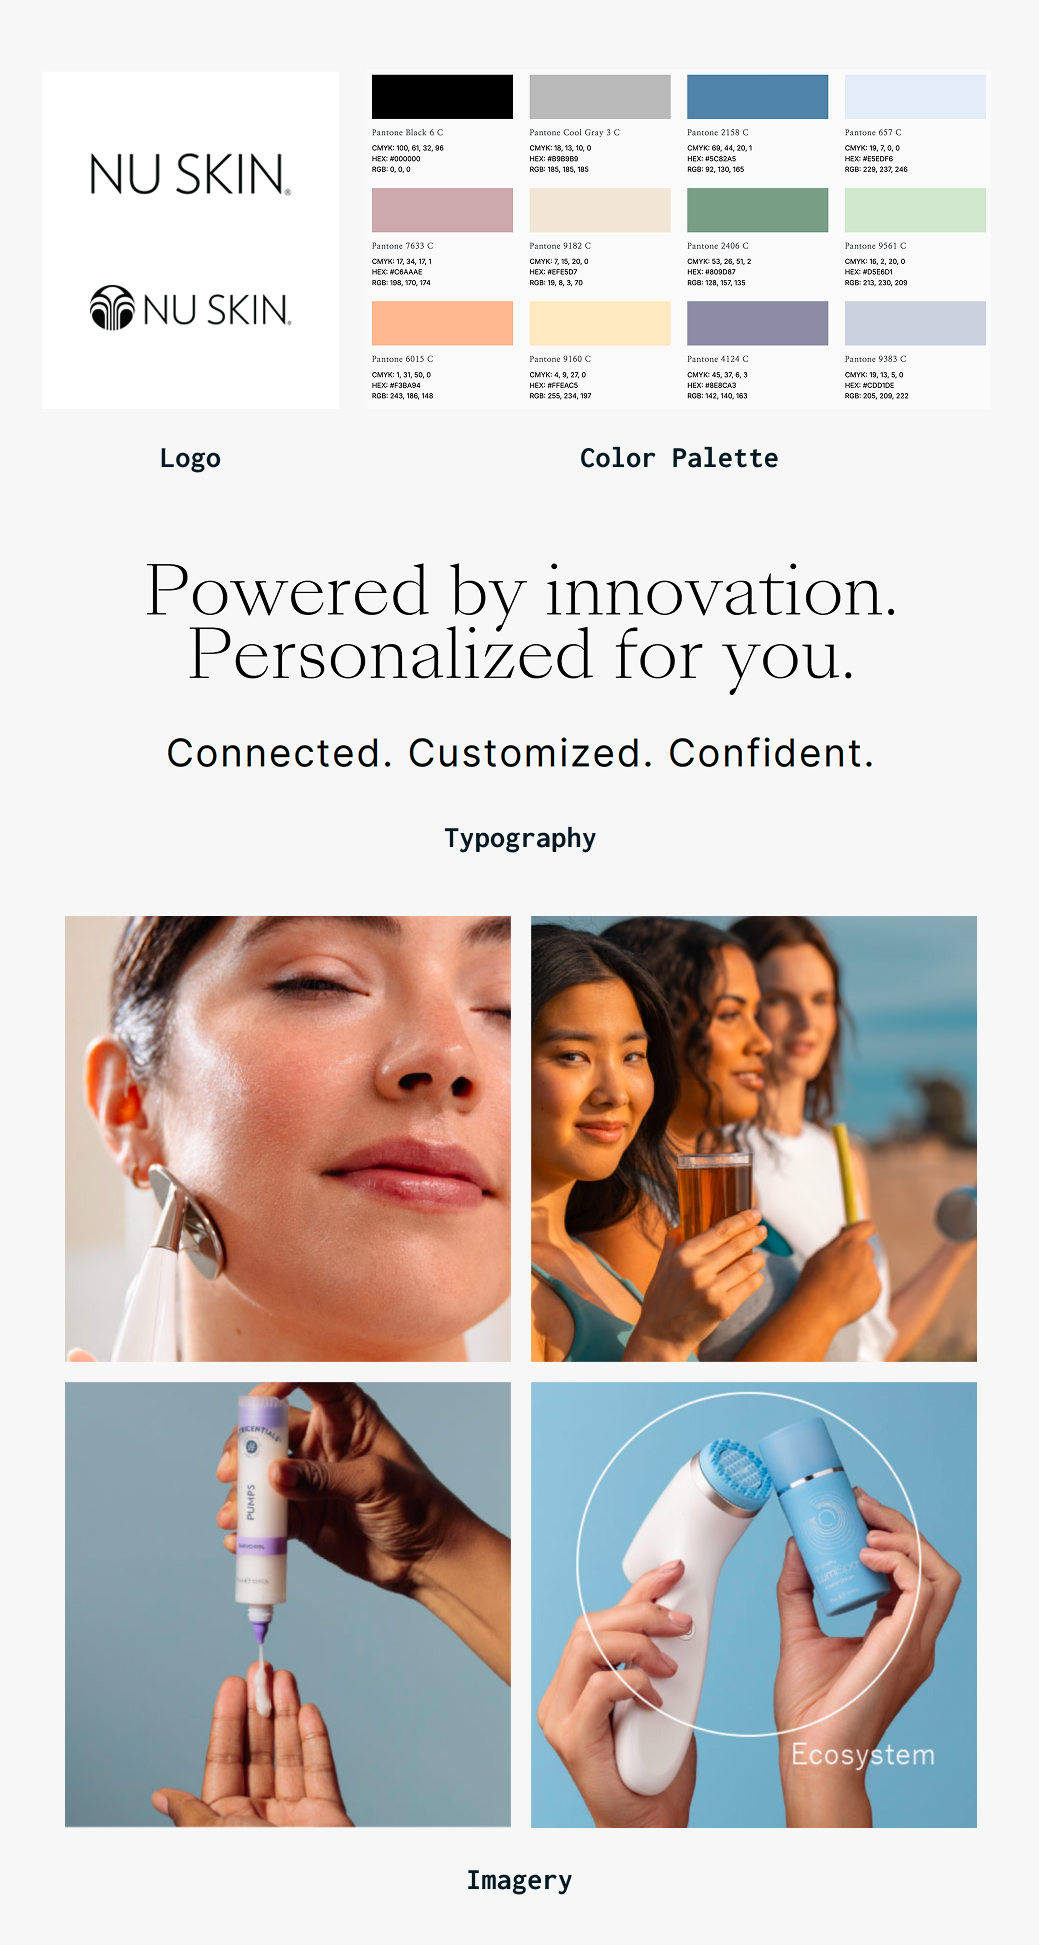 NU SKIN®
NU SKIN®
Pantone Black 6 C
CMYK: 100, 61, 32, 96
HEX: #000000
RGB: 0, 0, 0
Pantone Cool Gray 3 C
CMYK: 18, 13, 10, 0
HEX: #B9B9B9
RGB: 185, 185, 185
Pantone 2158 C
CMYK: 69, 44, 20, 1
HEX: #5C82A5
RGB: 92, 130, 165
Pantone 657 C
CMYK: 19, 7, 0, 0
HEX: #E5EDF6
RGB: 229, 237, 246
Pantone 7633 C
CMYK: 17, 34, 17, 1
HEX: #C6AAAE
RGB: 198, 170, 174
Pantone 9182 C
CMYK: 7, 15, 20, 0
HEX: #EFE5D7
RGB: 19, 8, 3, 70
Pantone 2406 C
CMYK: 53, 26, 51, 2
HEX: #809D87
RGB: 128, 157, 135
Pantone 9561 C
CMYK: 16, 2, 20, 0
HEX: #D5E6D1
RGB: 213, 230, 209
Pantone 6015 C
CMYK: 1, 31, 50, 0
HEX: #F3BA94
RGB: 243, 186, 148
Pantone 9160 C
CMYK: 4, 9, 27, 0
HEX: #FFEAC5
RGB: 255, 234, 197
Pantone 4124 C
CMYK: 45, 37, 6, 3
HEX: #8E8CA3
RGB: 142, 140, 163
Pantone 9383 C
CMYK: 19, 13, 5, 0
HEX: #CDD1DE
RGB: 205, 209, 222
Logo
Color Palette
Powered by innovation.
Personalized for you.
Connected. Customized. Confident.
Typography
TRICENTIALS
PUMPS
LumiSpa
Ecosystem
Imagery